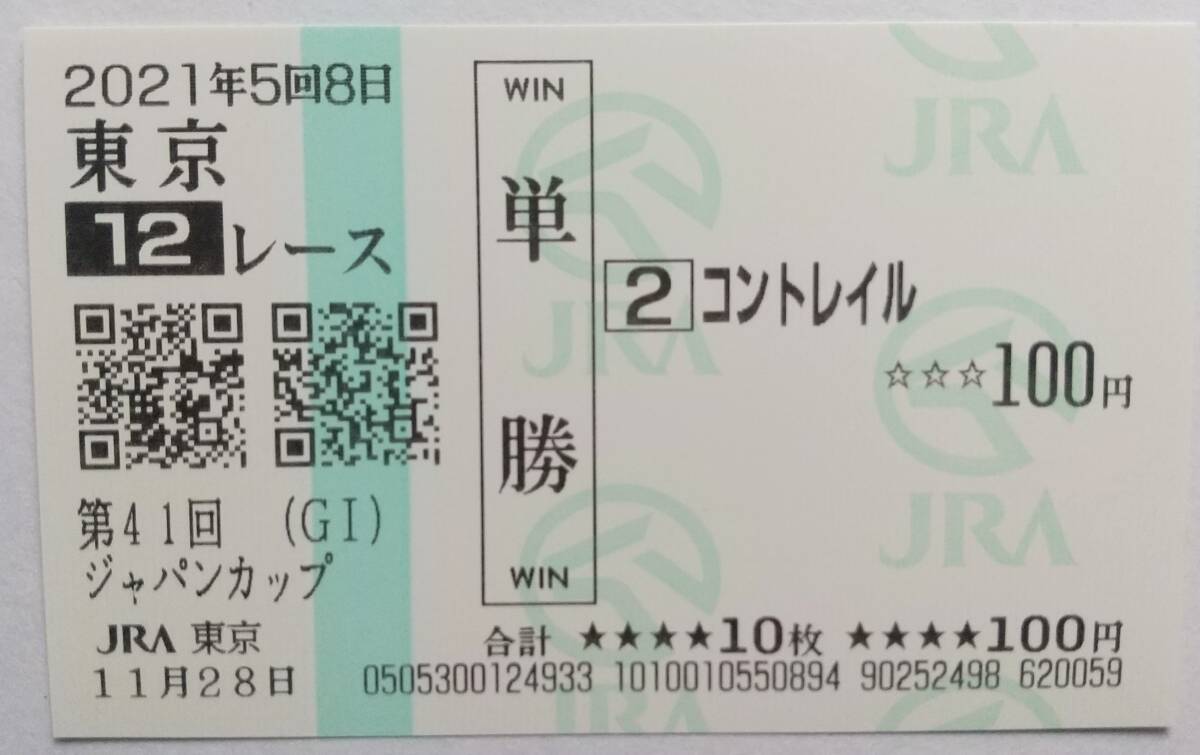 2021年5回8日
東京
12レース
第41回 (GI)
ジャパンカップ
JRA 東京
11月28日
WIN
単勝
WIN
2 コントレイル
☆☆☆100円
合計 ★★★★10枚 ★★★★100円
0505300124933 1010010550894 90252498 620059
JRA
JRA
JRA
JRA